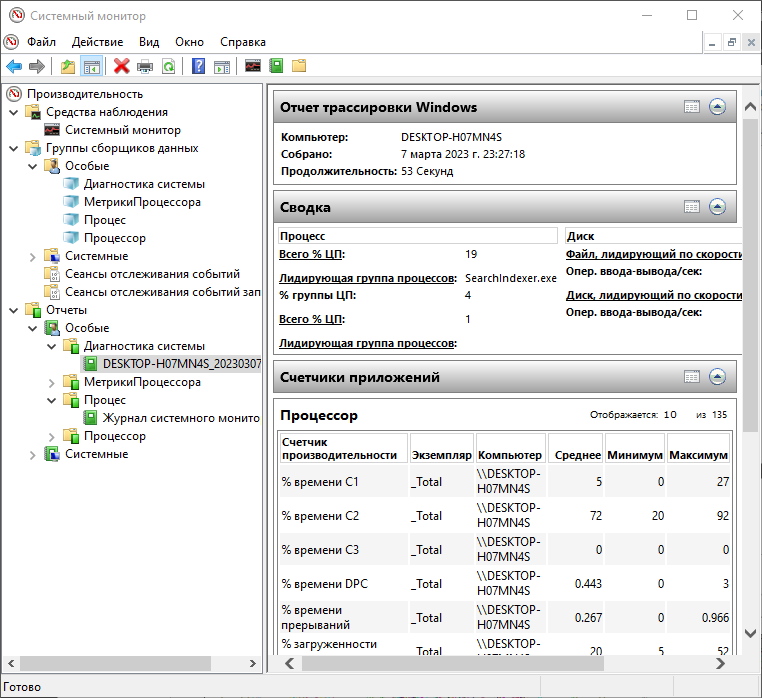 Системный монитор
Файл Действие Вид Окно Справка
Производительность
Средства наблюдения
Системный монитор
Группы сборщиков данных
Особые
Диагностика системы
МетрикиПроцессора
Процес
Процессор
Системные
Сеансы отслеживания событий
Сеансы отслеживания событий зап
Отчеты
Особые
Диагностика системы
DESKTOP-H07MN4S_20230307
МетрикиПроцессора
Процес
Журнал системного монито
Процессор
Системные
Отчет трассировки Windows
Компьютер: DESKTOP-H07MN4S
Собрано: 7 марта 2023 г. 23:27:18
Продолжительность: 53 Секунд
Сводка
Процесс
Всего % ЦП: 19
Лидирующая группа процессов: SearchIndexer.exe
% группы ЦП: 4
Всего % ЦП: 1
Лидирующая группа процессов:
Диск
Файл, лидирующий по скорости
Опер. ввода-вывода/сек:
Диск, лидирующий по скорости
Опер. ввода-вывода/сек:
Счетчики приложений
Процессор Отображается: 10 из 135
Счетчик производительности Экземпляр Компьютер Среднее Минимум Максимум
% времени C1 _Total \\DESKTOP-H07MN4S 5 0 27
% времени C2 _Total \\DESKTOP-H07MN4S 72 20 92
% времени C3 _Total \\DESKTOP-H07MN4S 0 0 0
% времени DPC _Total \\DESKTOP-H07MN4S 0.443 0 3
% времени прерываний _Total \\DESKTOP-H07MN4S 0.267 0 0.966
% загруженности _Total \\DESKTOP- 20 5 52
Готово